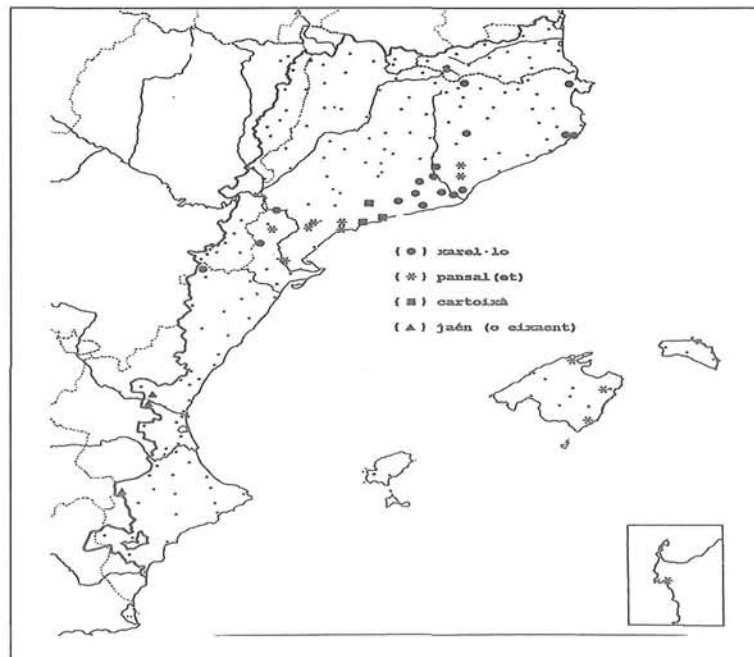 { ● } xarel·lo
{ ✳ } pansal(et)
{ ■ } cartoixà
{ ▲ } jaén (o eixaent)